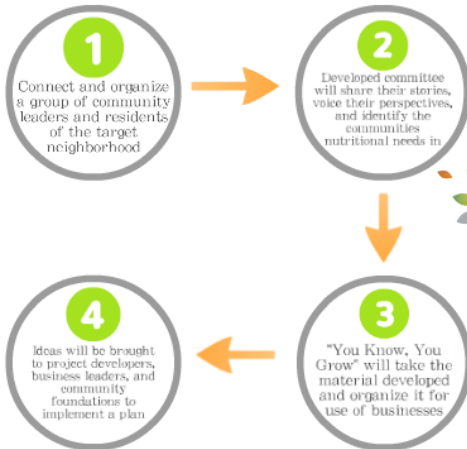 1
Connect and organize
a group of community
leaders and residents
of the target
neighborhood
2
Developed committee
will share their stories,
voice their perspectives,
and identify the
communities
nutritional needs in
3
"You Know, You
Grow" will take the
material developed
and organize it for
use of businesses
4
Ideas will be brought
to project developers,
business leaders, and
community
foundations to
implement a plan